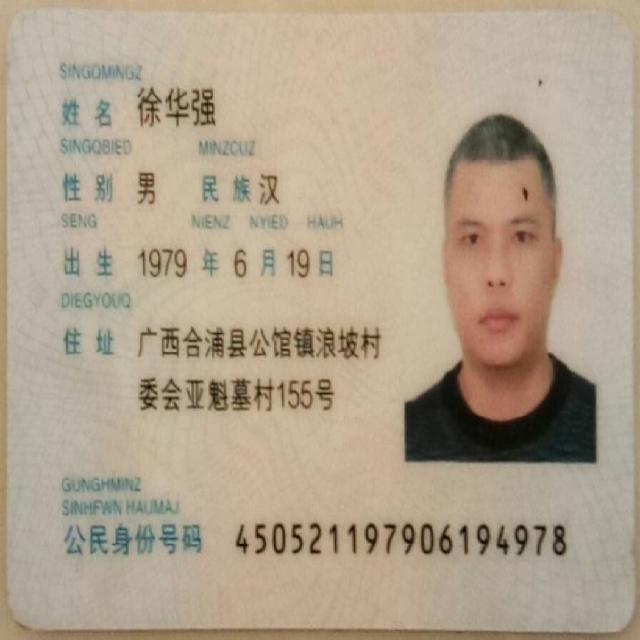 SINGQMINGZ
姓名 徐华强
SINGQBIED MINZCUZ
性别 男 民族 汉
SENG NIENZ NYIED HAUH
出生 1979 年 6 月 19 日
DIEGYOUQ
住址 广西合浦县公馆镇浪坡村
委会亚魁墓村155号
GUNGHMINZ
SINHFWN HAUMAJ
公民身份号码 450521197906194978